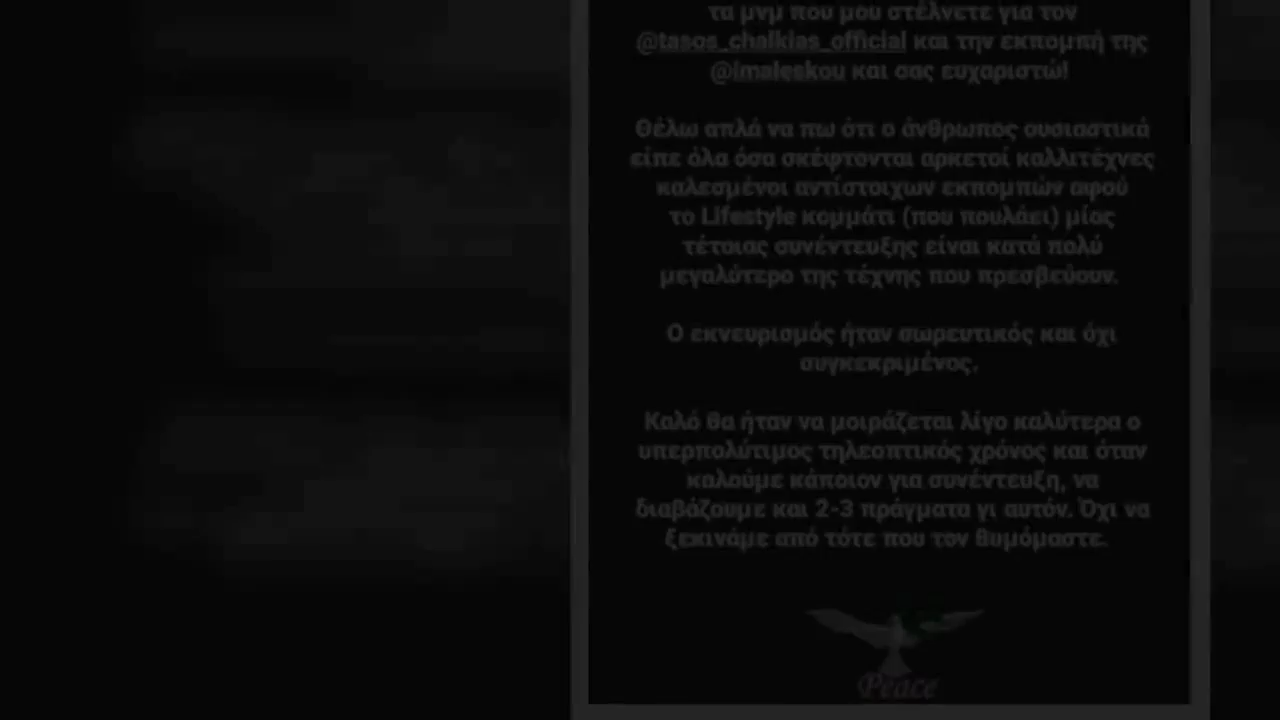 τα μνμ που μου στέλνετε για τον
@tasos_chalkias_official και την εκπομπή της
@imaleskou και σας ευχαριστώ!
Θέλω απλά να πω ότι ο άνθρωπος ουσιαστικά
είπε όλα όσα σκέφτονται αρκετοί καλλιτέχνες
καλεσμένοι αντίστοιχων εκπομπών αφού
το Lifestyle κομμάτι (που πουλάει) μίας
τέτοιας συνέντευξης είναι κατά πολύ
μεγαλύτερο της τέχνης που πρεσβεύουν.
Ο εκνευρισμός ήταν σωρευτικός και όχι
συγκεκριμένος.
Καλό θα ήταν να μοιράζεται λίγο καλύτερα ο
υπερπολύτιμος τηλεοπτικός χρόνος και όταν
καλούμε κάποιον για συνέντευξη, να
διαβάζουμε και 2-3 πράγματα γι αυτόν. Όχι να
ξεκινάμε από τότε που τον θυμόμαστε.
Peace